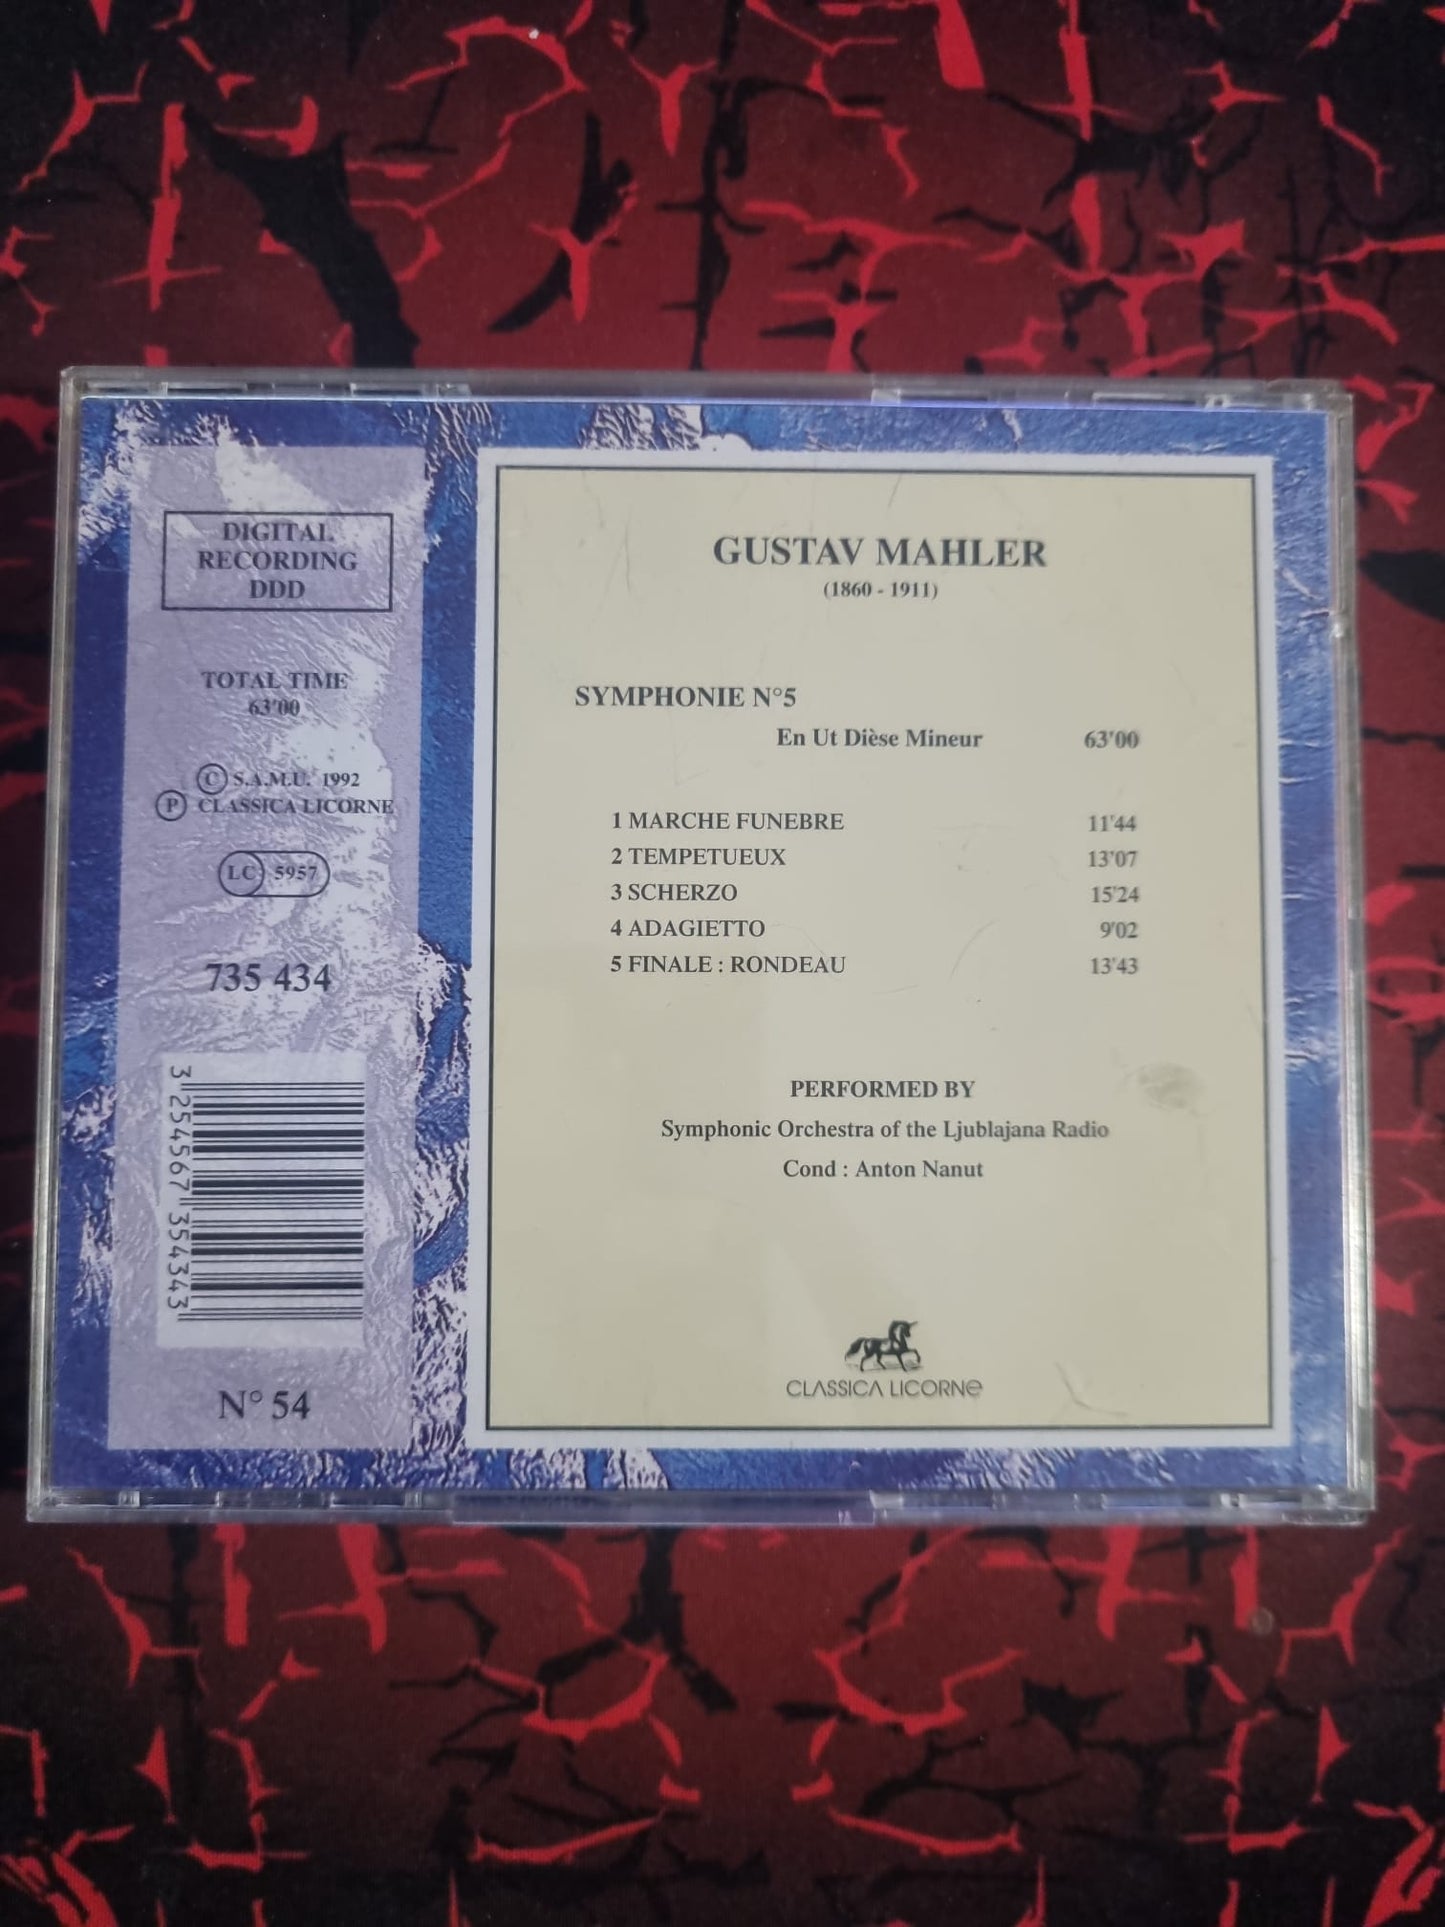 DIGITAL
RECORDING
DDD
TOTAL TIME
63'00
© S.A.M.U. 1992
Ⓟ CLASSICA LICORNE
LC 5957
735 434
3 254567 354343
N° 54
GUSTAV MAHLER
(1860 - 1911)
SYMPHONIE N°5
En Ut Dièse Mineur 63'00
1 MARCHE FUNEBRE 11'44
2 TEMPETUEUX 13'07
3 SCHERZO 15'24
4 ADAGIETTO 9'02
5 FINALE : RONDEAU 13'43
PERFORMED BY
Symphonic Orchestra of the Ljublajana Radio
Cond : Anton Nanut
CLASSICA LICORNe